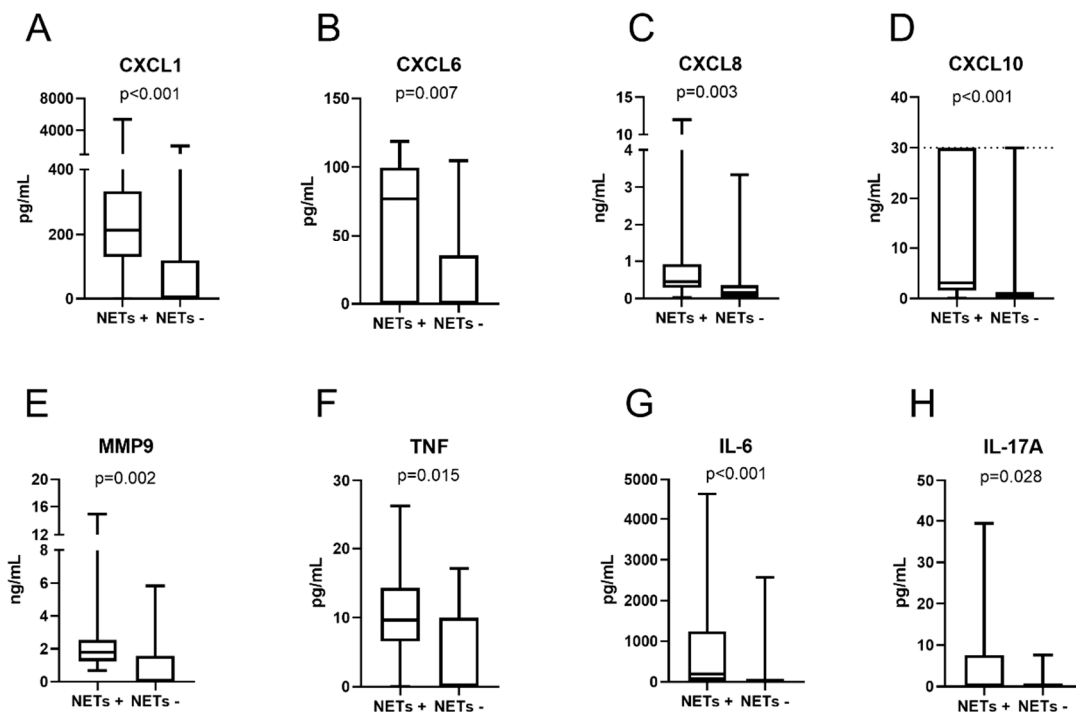 A
B
C
D
CXCL1
CXCL6
CXCL8
CXCL10
p<0.001
p=0.007
p=0.003
p<0.001
8000
4000
400
200
0
pg/mL
NETs + NETs -
150
100
50
0
pg/mL
NETs + NETs -
15
10
4
3
2
1
0
ng/mL
NETs + NETs -
40
30
20
10
0
ng/mL
NETs + NETs -
E
F
G
H
MMP9
TNF
IL-6
IL-17A
p=0.002
p=0.015
p<0.001
p=0.028
20
16
12
8
6
4
2
0
ng/mL
NETs + NETs -
30
20
10
0
pg/mL
NETs + NETs -
5000
4000
3000
2000
1000
0
pg/mL
NETs + NETs -
50
40
30
20
10
0
pg/mL
NETs + NETs -